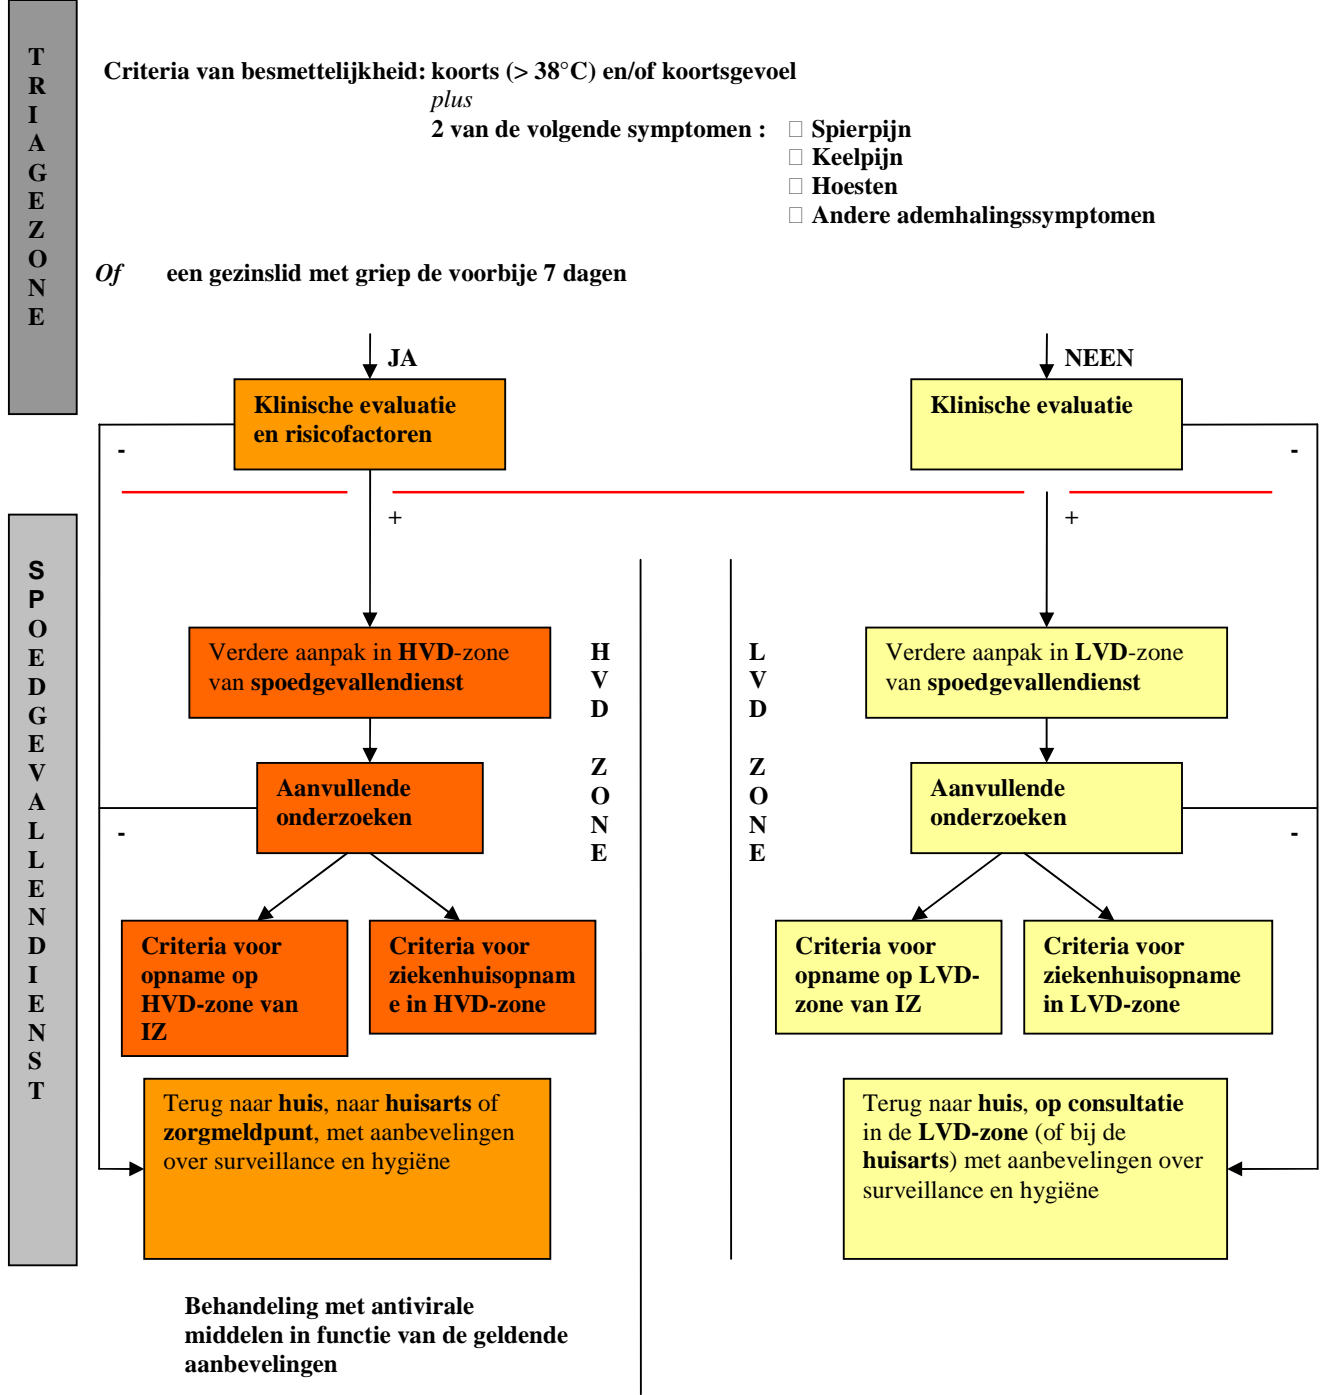 TRIAGEZONE
Criteria van besmettelijkheid: koorts (> 38°C) en/of koortsgevoel
plus
2 van de volgende symptomen : □ Spierpijn
□ Keelpijn
□ Hoesten
□ Andere ademhalingssymptomen
Of een gezinslid met griep de voorbije 7 dagen
JA
NEEN
Klinische evaluatie
en risicofactoren
Klinische evaluatie
-
-
+
+
SPOEDGEVALLENDIENST
Verdere aanpak in HVD-zone
van spoedgevallendienst
HVD ZONE
LVD ZONE
Verdere aanpak in LVD-zone
van spoedgevallendienst
Aanvullende
onderzoeken
Aanvullende
onderzoeken
-
-
Criteria voor
opname op
HVD-zone van
IZ
Criteria voor
ziekenhuisopnam
e in HVD-zone
Criteria voor
opname op LVD-
zone van IZ
Criteria voor
ziekenhuisopname
in LVD-zone
Terug naar huis, naar huisarts of
zorgmeldpunt, met aanbevelingen
over surveillance en hygiëne
Terug naar huis, op consultatie
in de LVD-zone (of bij de
huisarts) met aanbevelingen over
surveillance en hygiëne
Behandeling met antivirale
middelen in functie van de geldende
aanbevelingen